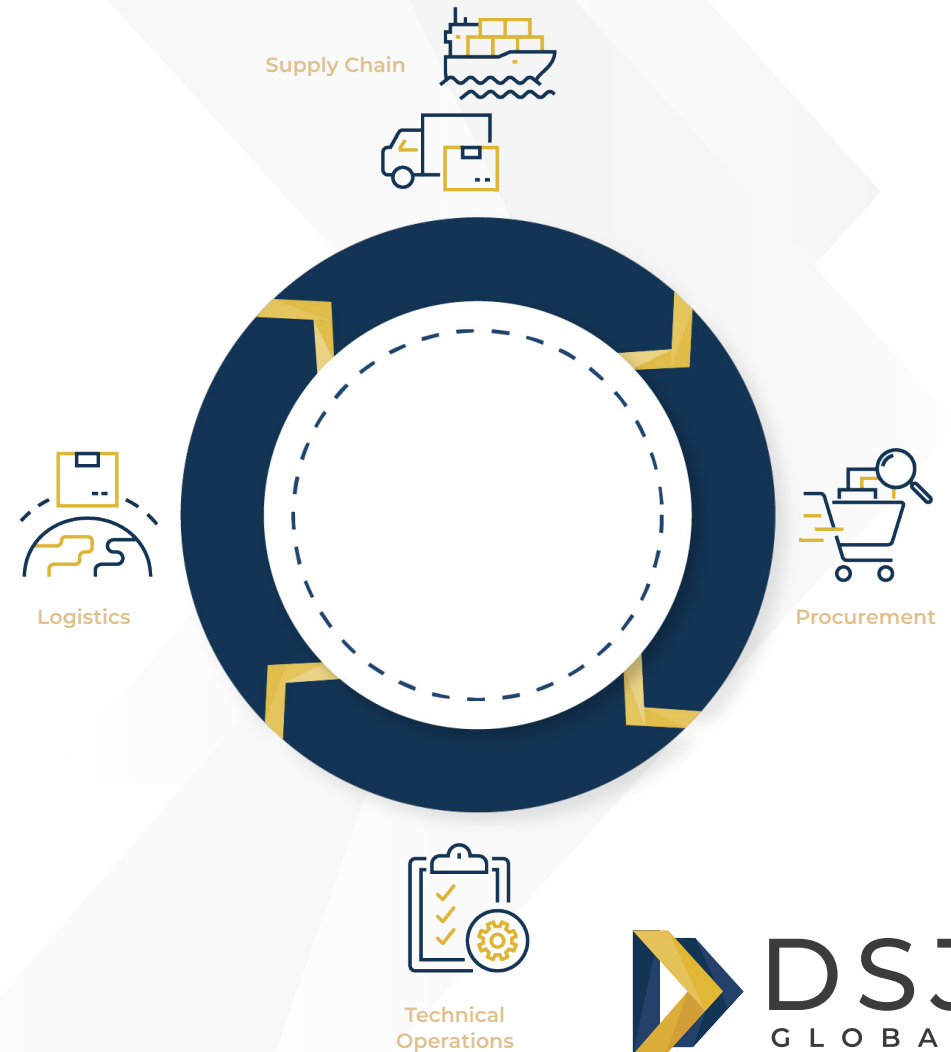 Supply Chain
Logistics
Procurement
Technical
Operations
DSJ
GLOBA